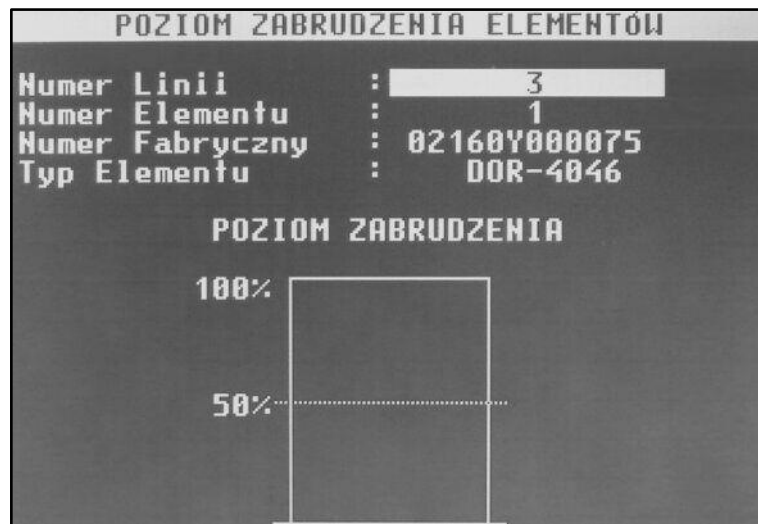 POZIOM ZABRUDZENIA ELEMENTÓW
Numer Linii : 3
Numer Elementu : 1
Numer Fabryczny : 02160Y000075
Typ Elementu : DOR-4046
POZIOM ZABRUDZENIA
100%
50%